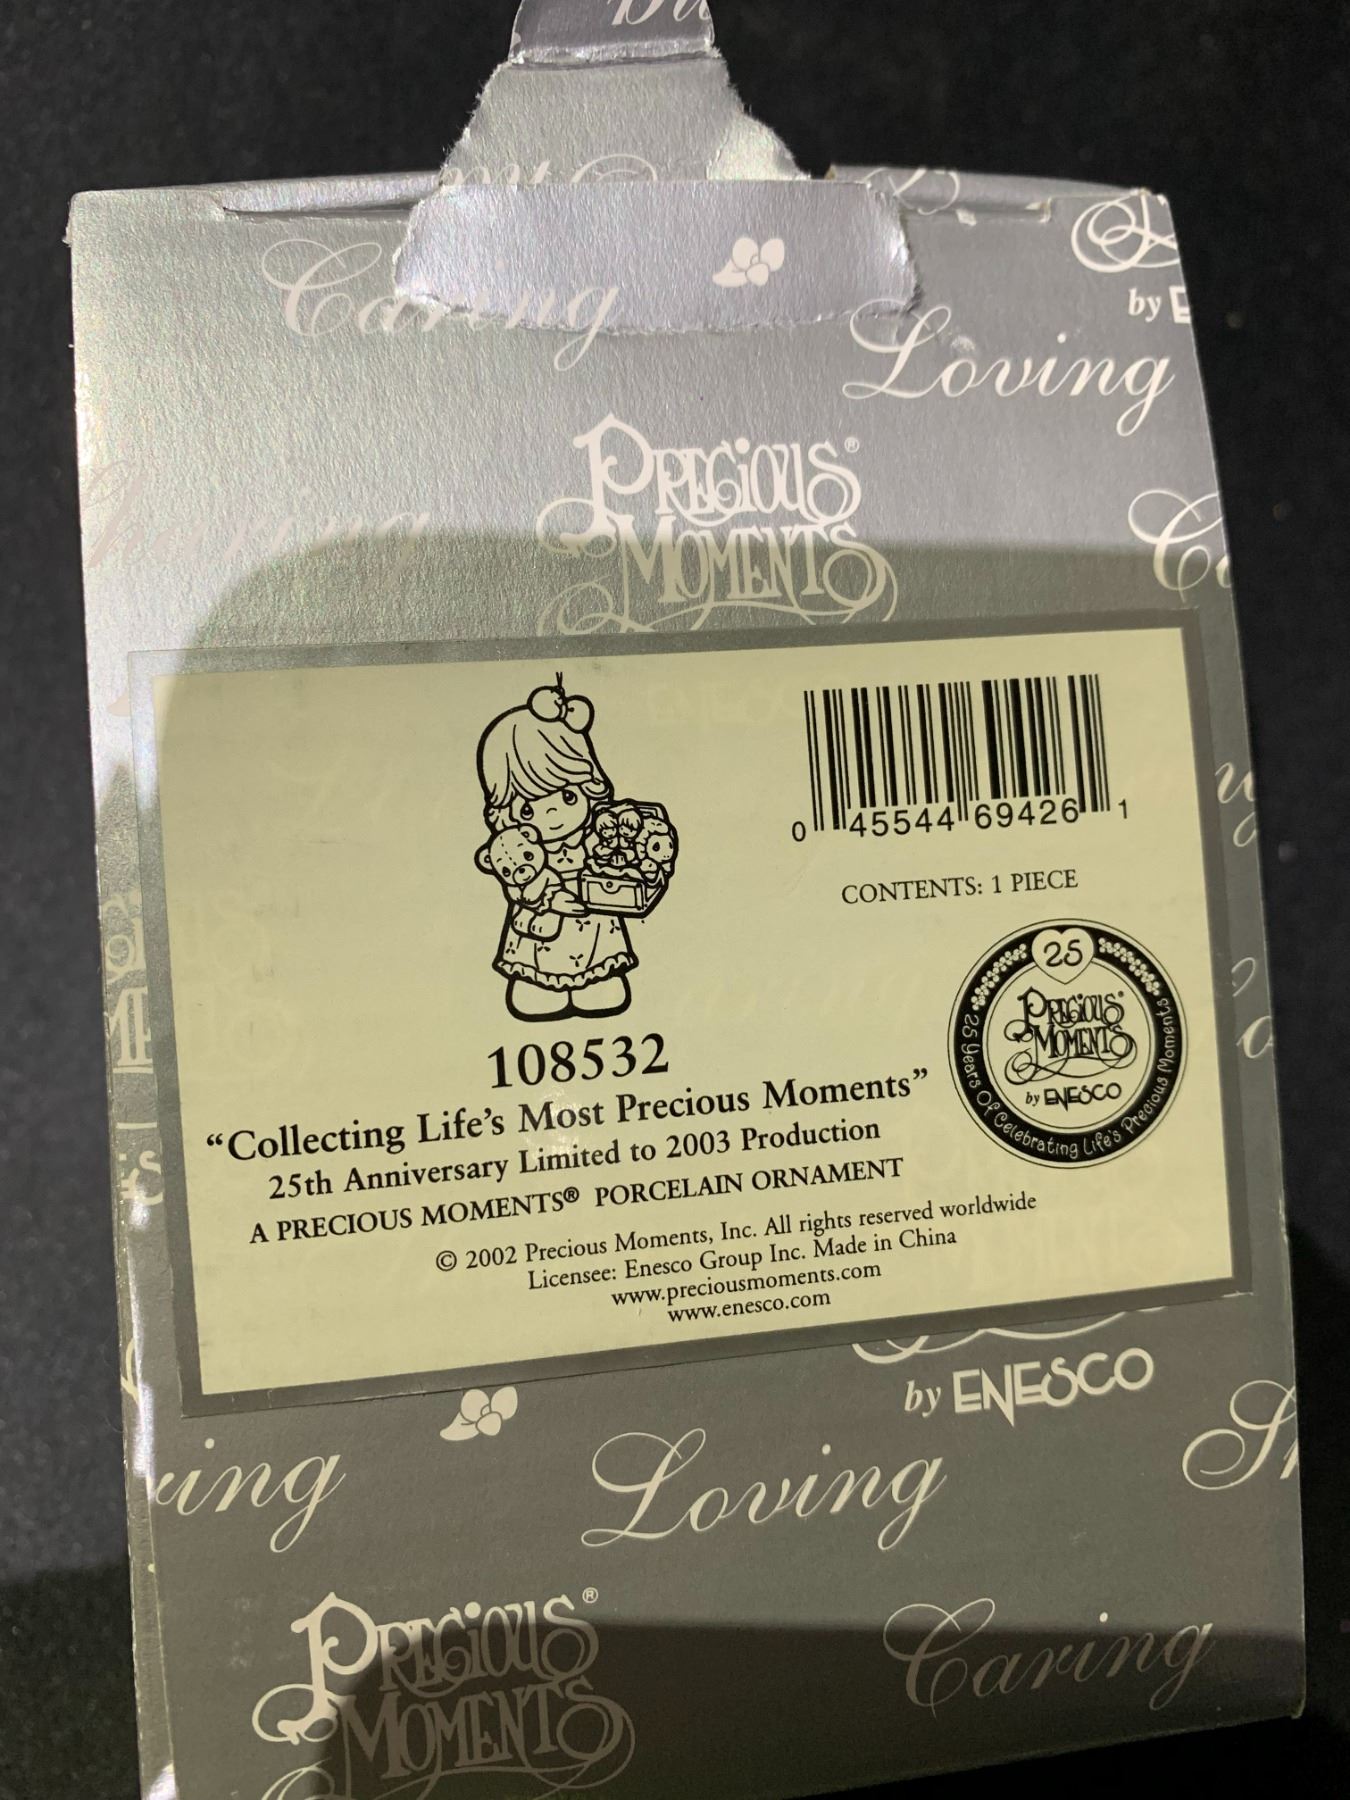 Caring
by E
Loving
PRECIOUS®
MOMENTS
Sharing
0 45544 69426 1
CONTENTS: 1 PIECE
25
PRECIOUS®
MOMENTS
by ENESCO
25 Years Of Celebrating Life's Precious Moments
108532
“Collecting Life's Most Precious Moments”
25th Anniversary Limited to 2003 Production
A PRECIOUS MOMENTS® PORCELAIN ORNAMENT
© 2002 Precious Moments, Inc. All rights reserved worldwide
Licensee: Enesco Group Inc. Made in China
www.preciousmoments.com
www.enesco.com
by ENESCO
ring
Loving
PRECIOUS®
MOMENTS
Caring